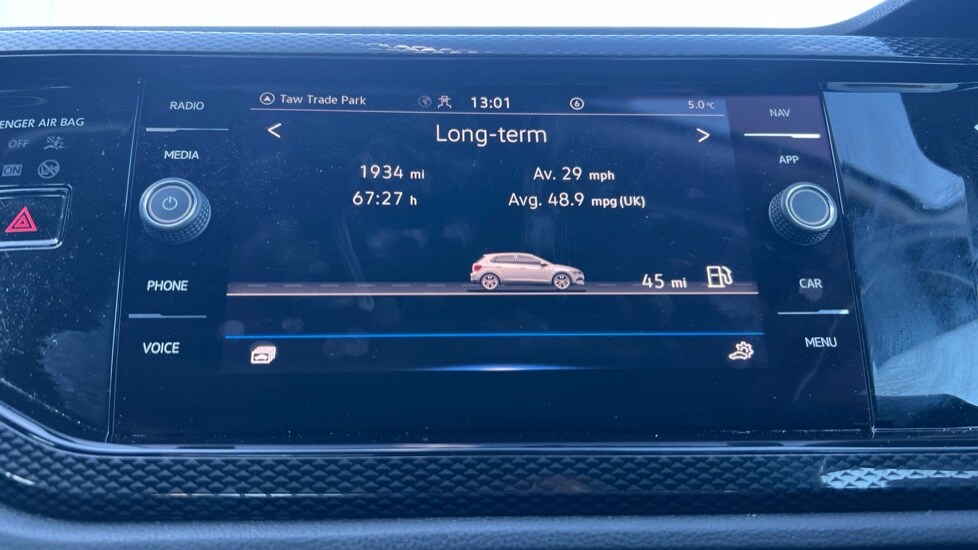 Taw Trade Park 13:01 6 5.0°C
< Long-term >
1934 mi Av. 29 mph
67:27 h Avg. 48.9 mpg (UK)
45 mi
RADIO
MEDIA
PHONE
VOICE
NAV
APP
CAR
MENU
ENGER AIR BAG
OFF
ON